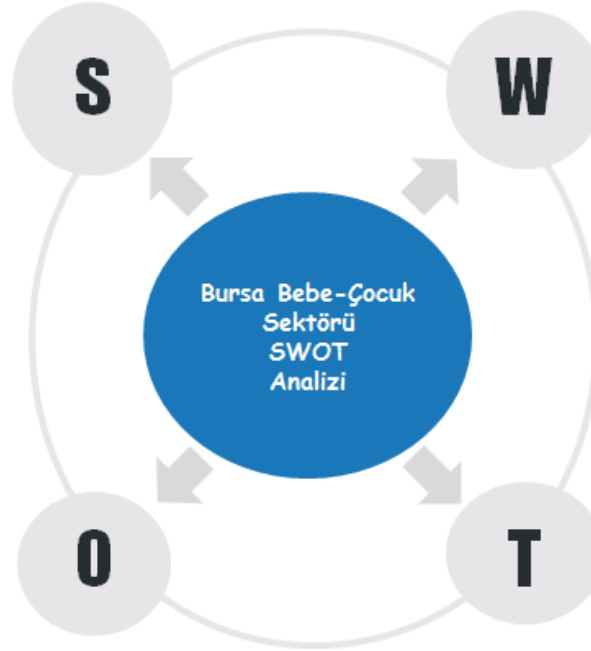 S
W
Bursa Bebe-Çocuk
Sektörü
SWOT
Analizi
O
T